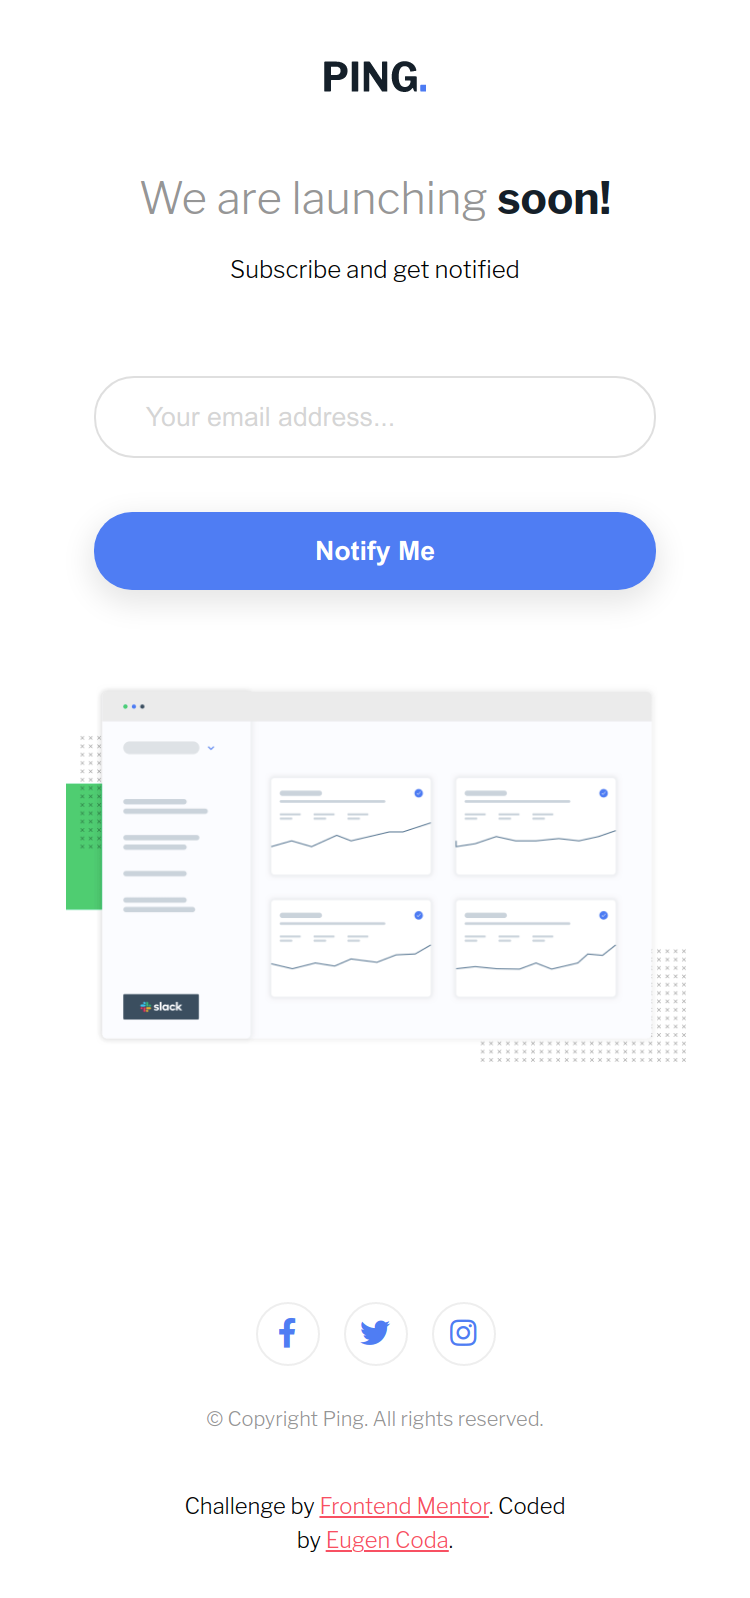 PING.
We are launching soon!
Subscribe and get notified
Your email address...
Notify Me
slack
© Copyright Ping. All rights reserved.
Challenge by Frontend Mentor. Coded
by Eugen Coda.